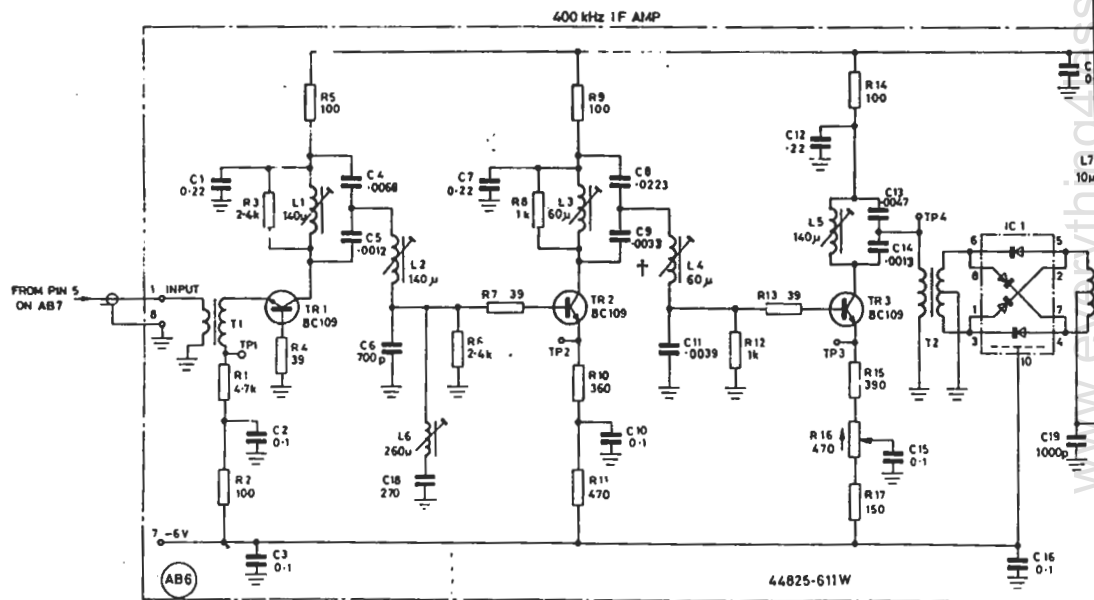 400 kHz IF AMP
R5
100
R9
100
R14
100
C
0
C12
.22
C1
0.22
R3
2.4k
L1
140µ
C4
.0068
C5
.0012
C7
0.22
R8
1k
L3
60µ
C8
.0223
C9
.0033
†
L5
140µ
C13
.0047
C14
.0013
TP4
L7
10µ
IC 1
6
5
8
2
1
7
3
4
10
L2
140µ
L4
60µ
FROM PIN 5
ON AB7
1
INPUT
8
T1
TP1
TR1
BC109
R4
39
R7
39
TR2
BC109
TP2
R13
39
TR3
BC109
TP3
T2
C6
700p
R6
2.4k
C11
.0039
R12
1k
R1
4.7k
R10
360
R15
390
C2
0.1
L6
260µ
C10
0.1
R16
470
C15
0.1
C19
1000p
R2
100
C18
270
R11
470
R17
150
7
-6V
C3
0.1
C16
0.1
AB6
44825-611W